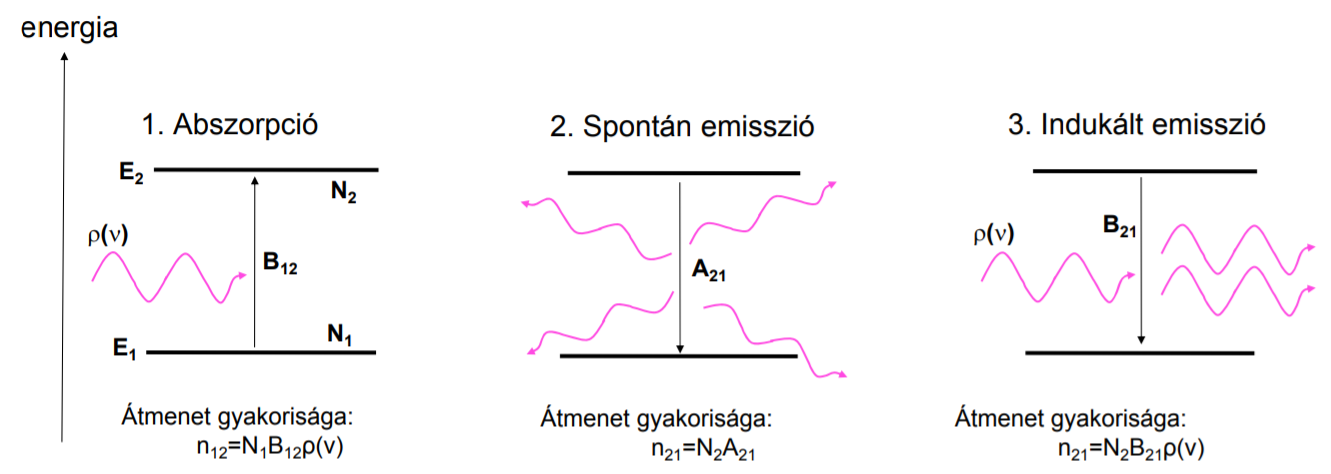 energia
1. Abszorpció
E₂
N₂
ρ(ν)
B₁₂
E₁
N₁
Átmenet gyakorisága:
n₁₂=N₁B₁₂ρ(ν)
2. Spontán emisszió
A₂₁
Átmenet gyakorisága:
n₂₁=N₂A₂₁
3. Indukált emisszió
ρ(ν)
B₂₁
Átmenet gyakorisága:
n₂₁=N₂B₂₁ρ(ν)